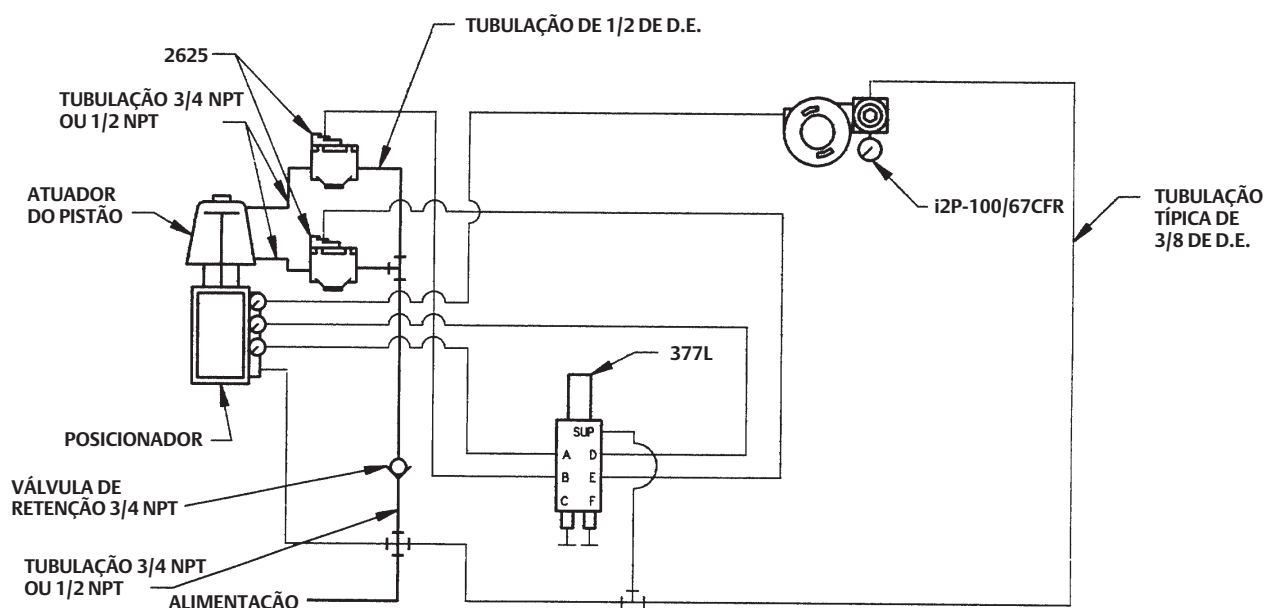 TUBULAÇÃO DE 1/2 DE D.E.
2625
TUBULAÇÃO 3/4 NPT
OU 1/2 NPT
ATUADOR
DO PISTÃO
i2P-100/67CFR
TUBULAÇÃO
TÍPICA DE
3/8 DE D.E.
377L
SUP
A D
B E
C F
POSICIONADOR
VÁLVULA DE
RETENÇÃO 3/4 NPT
TUBULAÇÃO 3/4 NPT
OU 1/2 NPT
ALIMENTAÇÃO